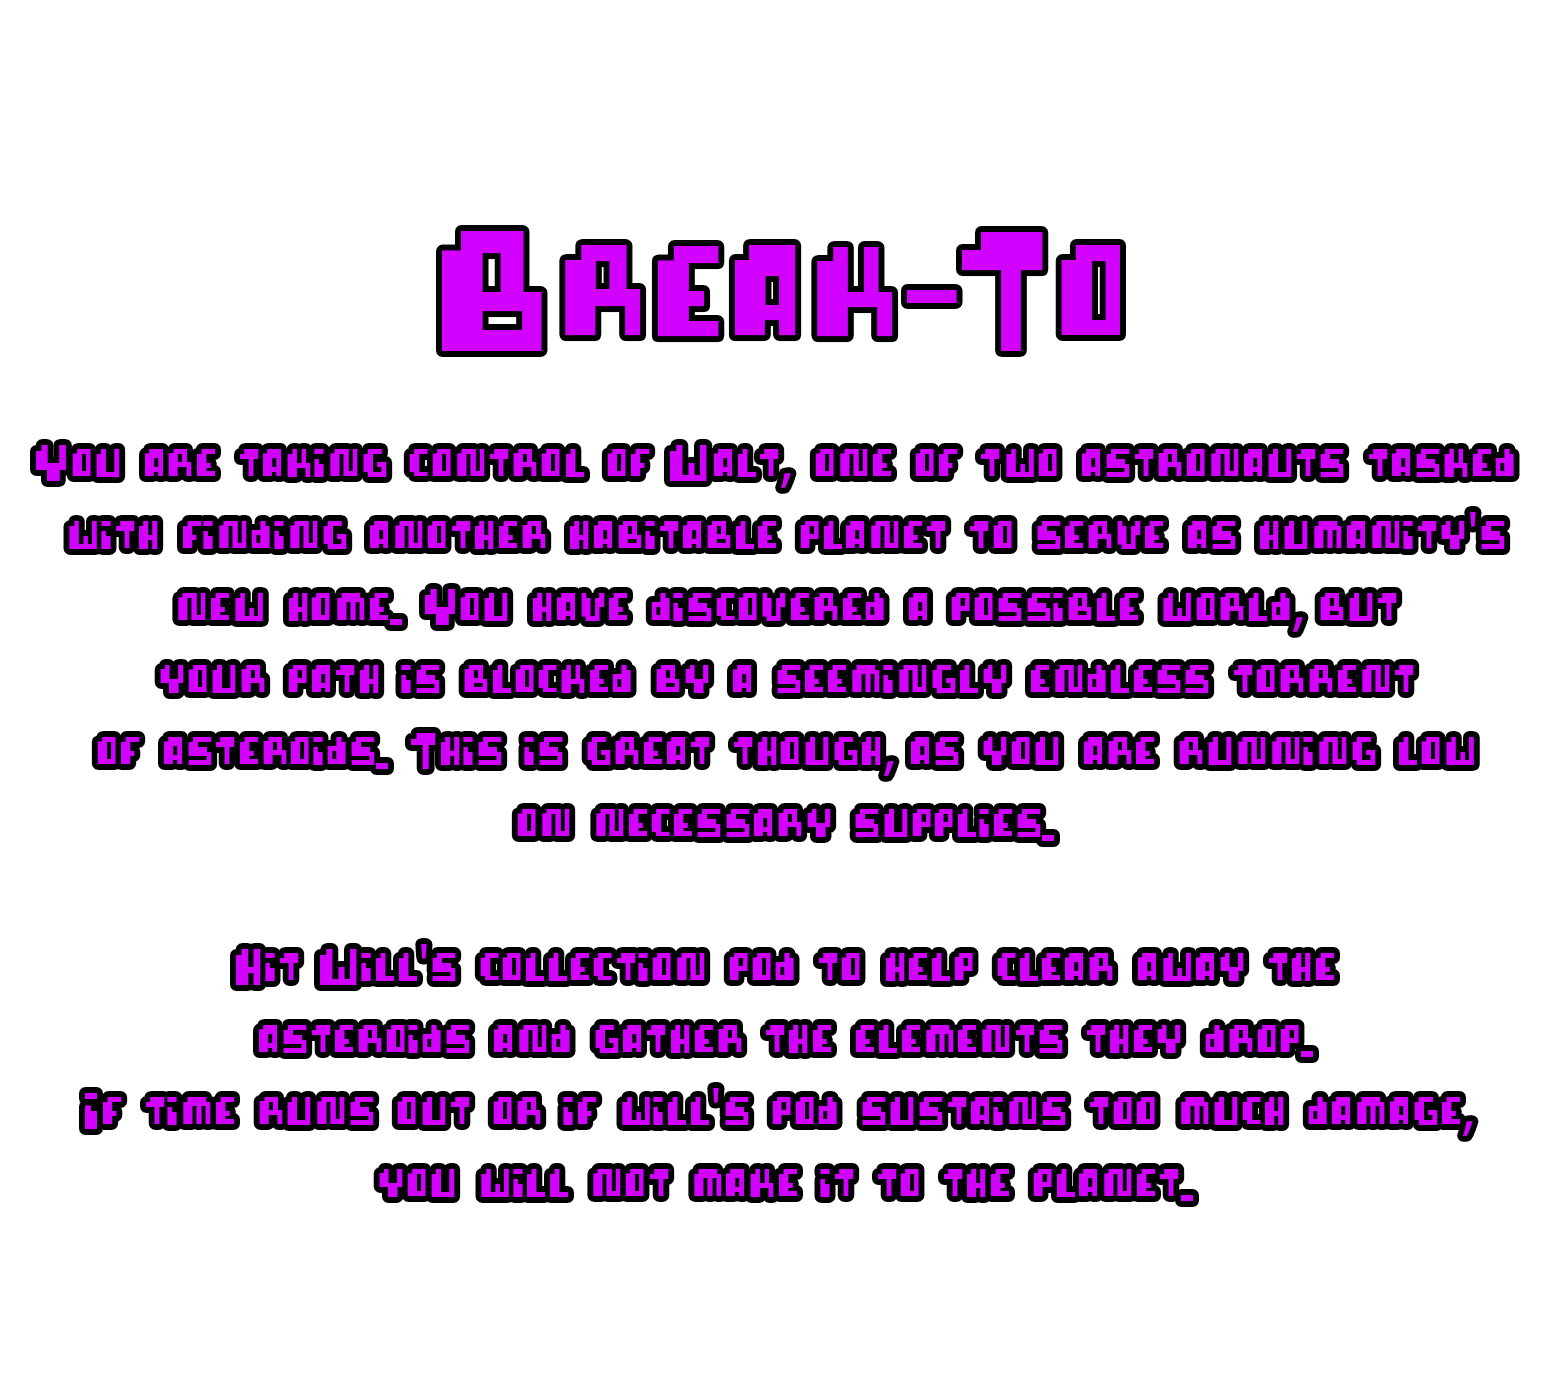 Break-To
You are taking control of Walt, one of two astronauts tasked
with finding another habitable planet to serve as humanity's
new home. You have discovered a possible world, but
your path is blocked by a seemingly endless torrent
of asteroids. This is great though, as you are running low
on necessary supplies.
Hit Will's collection pod to help clear away the
asteroids and gather the elements they drop.
If time runs out or if will's pod sustains too much damage,
you will not make it to the planet.